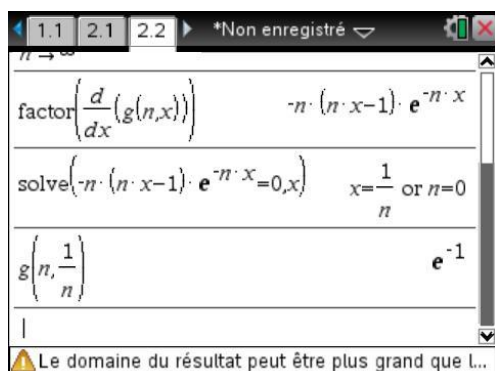 1.1 2.1 2.2 *Non enregistré
n→∞
factor(d/dx(g(n,x))) -n·(n·x-1)·e^-n·x
solve(-n·(n·x-1)·e^-n·x=0,x) x=1/n or n=0
g(n,1/n) e^-1
Le domaine du résultat peut être plus grand que l...